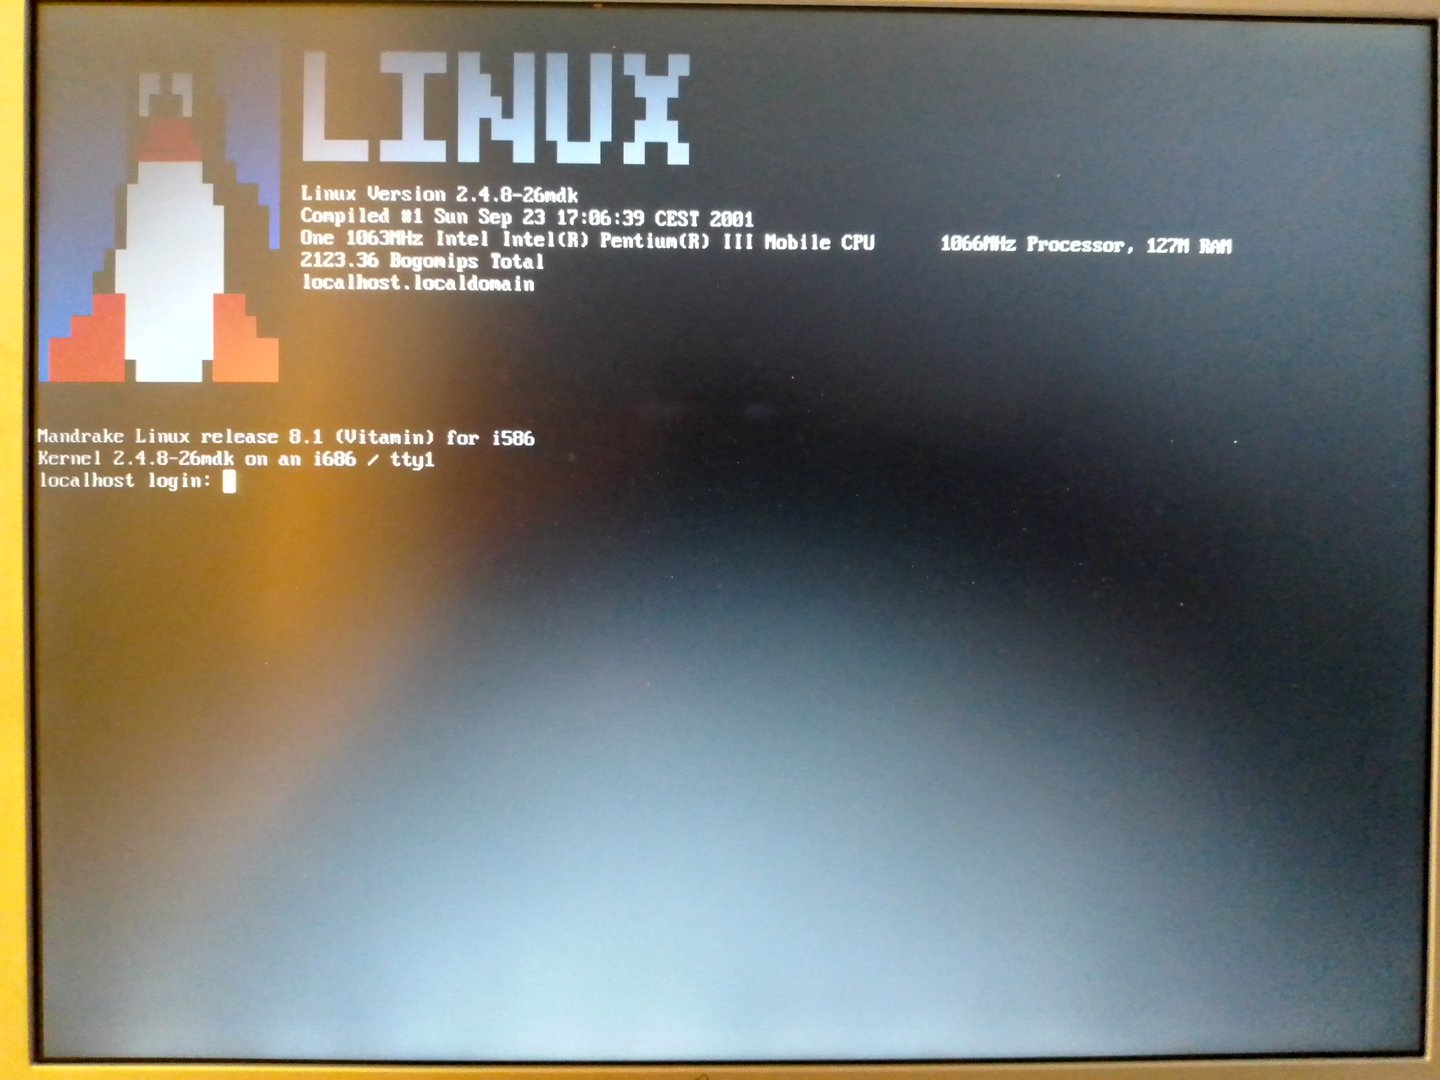 LINUX
Linux Version 2.4.8-26mdk
Compiled #1 Sun Sep 23 17:06:39 CEST 2001
One 1063MHz Intel Intel(R) Pentium(R) III Mobile CPU      1066MHz Processor, 127M RAM
2123.36 Bogomips Total
localhost.localdomain
Mandrake Linux release 8.1 (Vitamin) for i586
Kernel 2.4.8-26mdk on an i686 / tty1
localhost login: